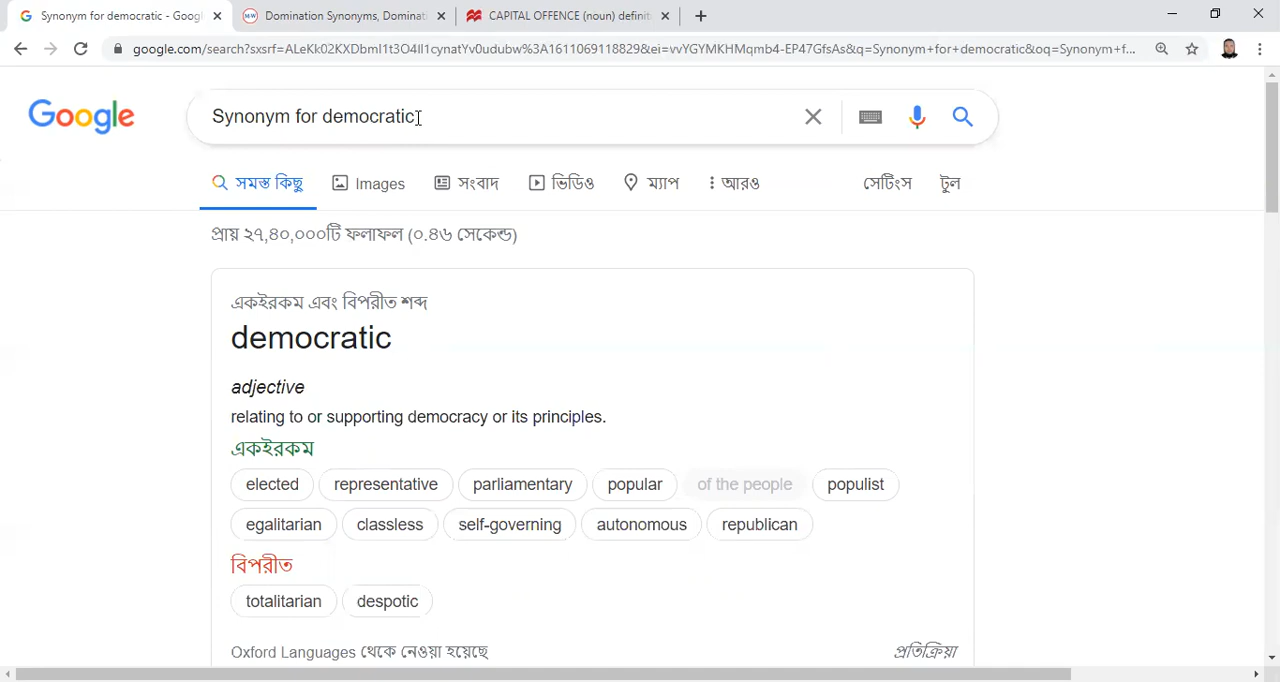 Synonym for democratic - Googl
Domination Synonyms, Dominat
CAPITAL OFFENCE (noun) definit
google.com/search?sxsrf=ALeKk02KXDbmI1t3O4Il1cynatYv0udubw%3A1611069118829&ei=vvYGYMKHMqmb4-EP47GfsAs&q=Synonym+for+democratic&oq=Synonym+f...
Google
Synonym for democratic
সমস্ত কিছু Images সংবাদ ভিডিও ম্যাপ আরও সেটিংস টুল
প্রায় ২৭,৪০,০০০টি ফলাফল (০.৪৬ সেকেন্ড)
একইরকম এবং বিপরীত শব্দ
democratic
adjective
relating to or supporting democracy or its principles.
একইরকম
elected representative parliamentary popular of the people populist
egalitarian classless self-governing autonomous republican
বিপরীত
totalitarian despotic
Oxford Languages থেকে নেওয়া হয়েছে প্রতিক্রিয়া